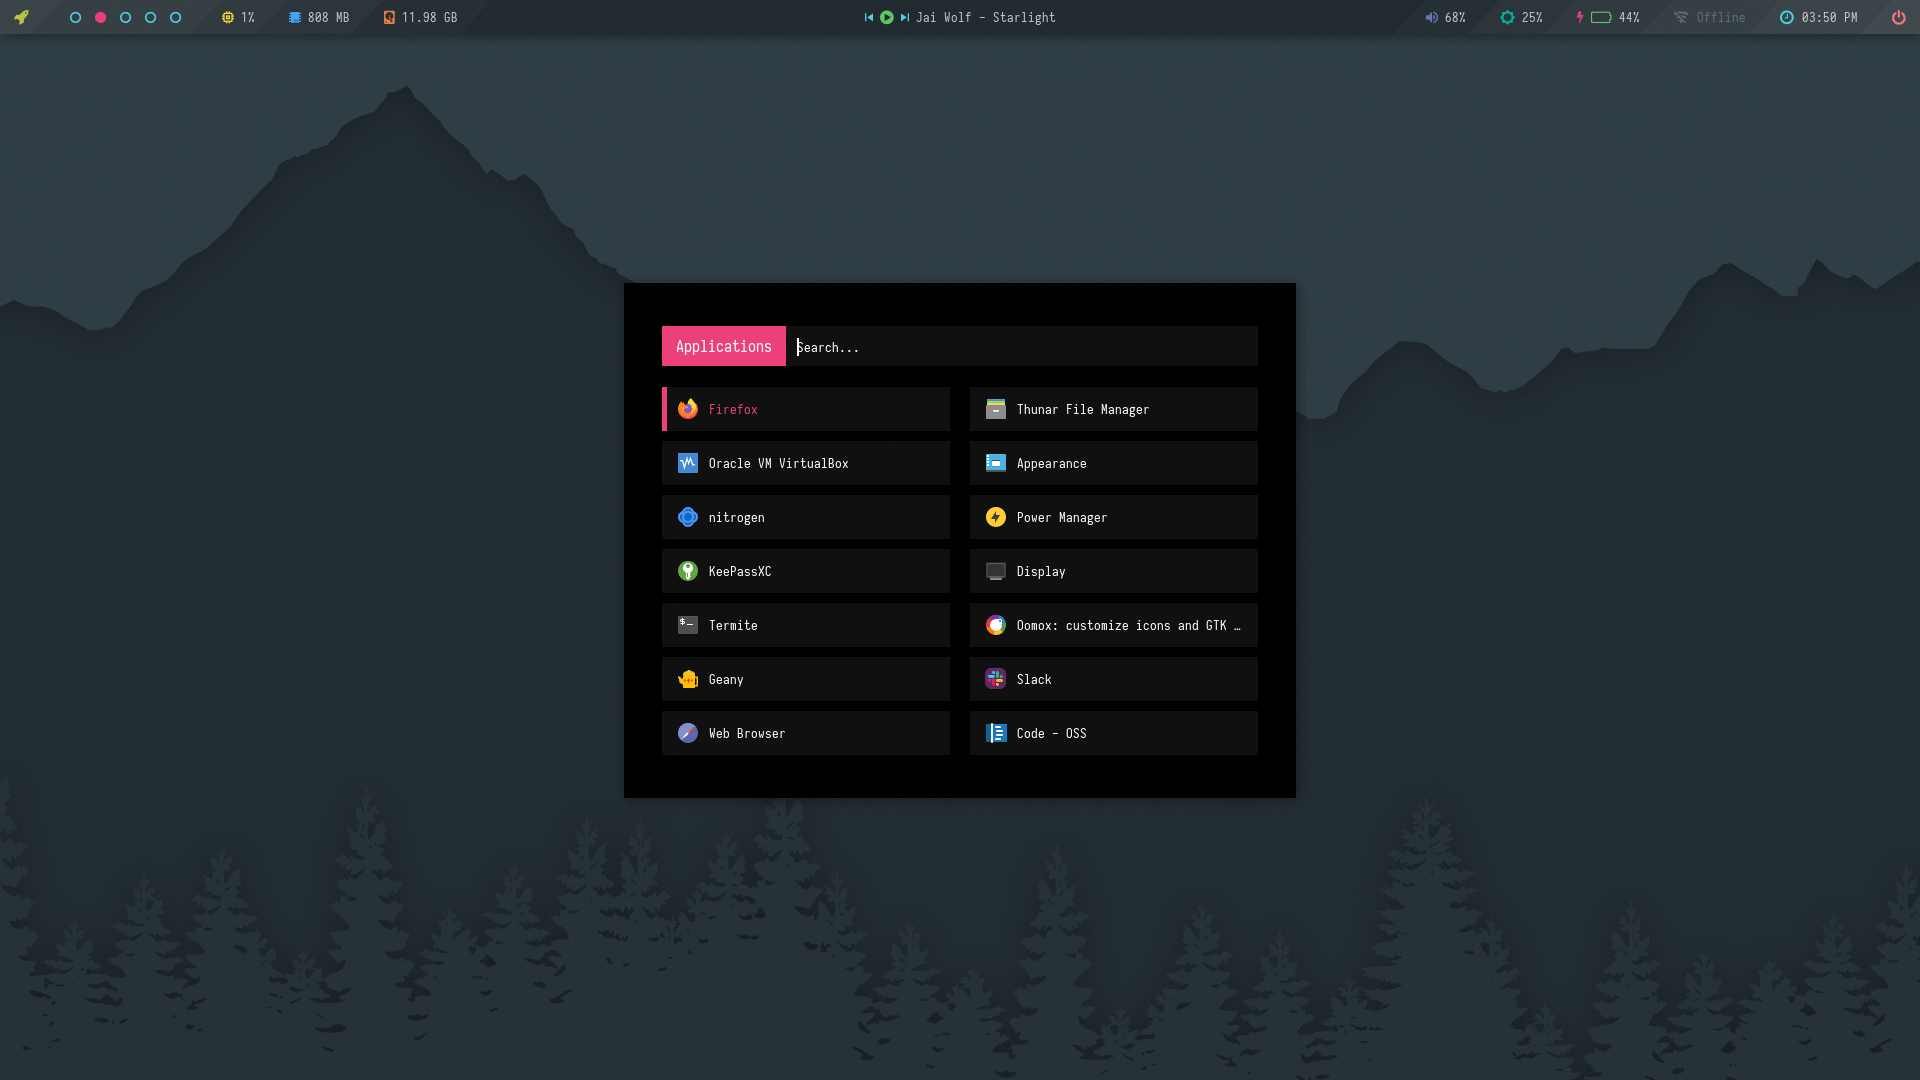 1% 808 MB 11.98 GB Jai Wolf - Starlight 68% 25% 44% Offline 03:50 PM
Applications Search...
Firefox Thunar File Manager
Oracle VM VirtualBox Appearance
nitrogen Power Manager
KeePassXC Display
$_ Termite Oomox: customize icons and GTK …
Geany Slack
Web Browser Code - OSS